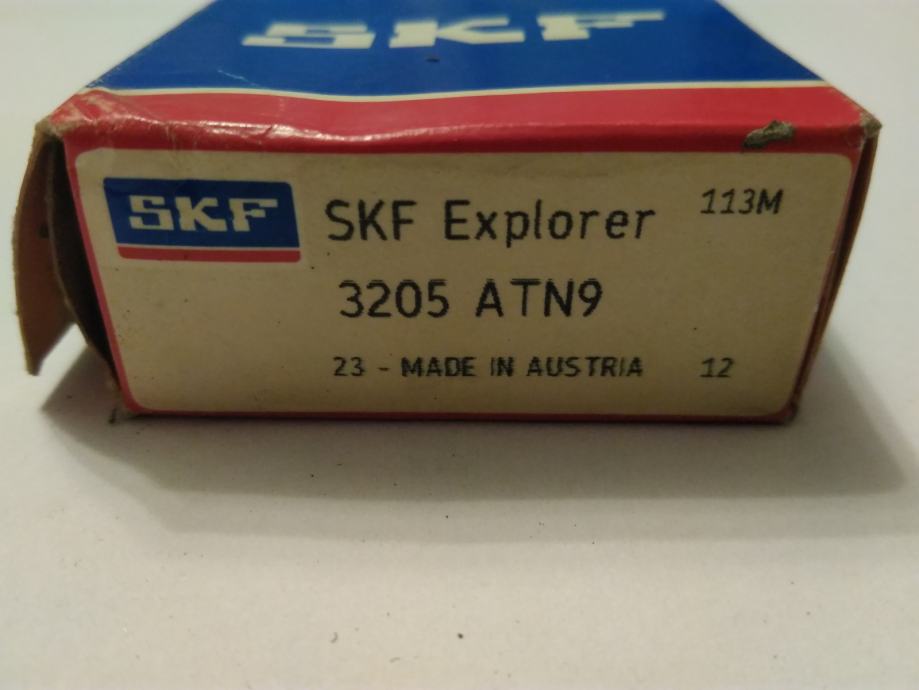 SKF
SKF
SKF Explorer
113M
3205 ATN9
23 - MADE IN AUSTRIA
12